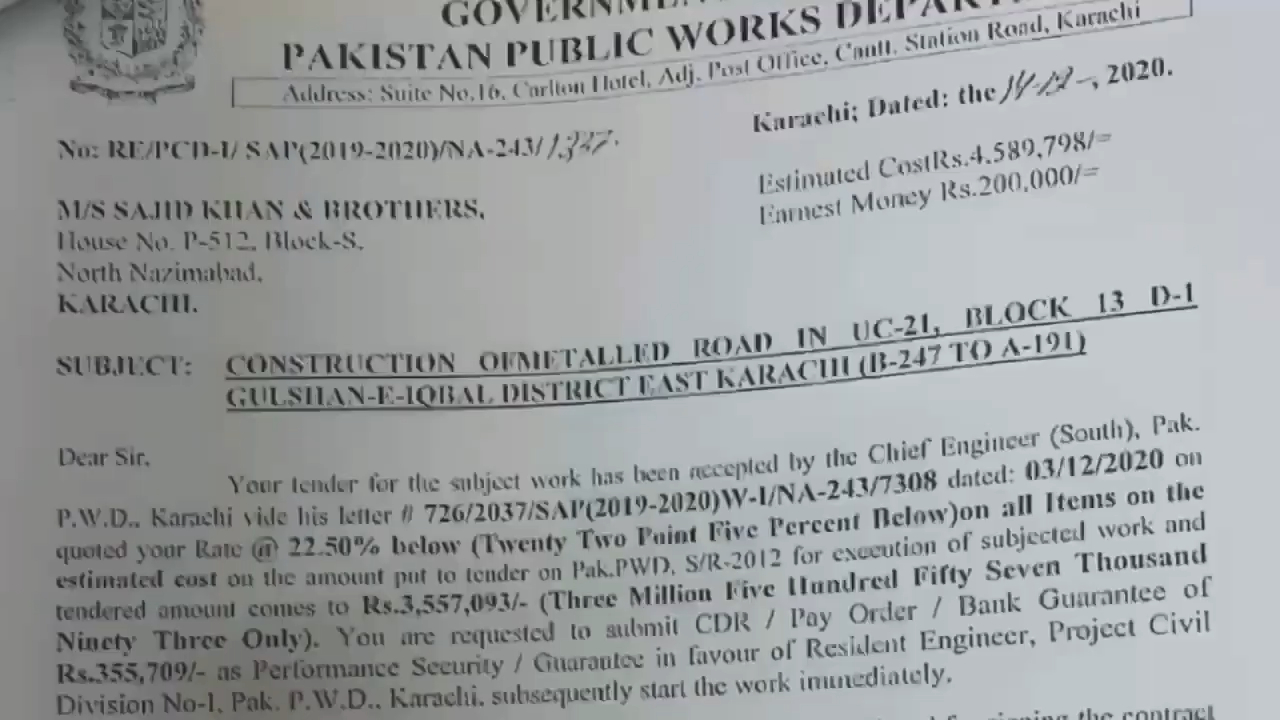 GOVERNMEN
PAKISTAN PUBLIC WORKS DEPART
Address: Suite No.16, Carlton Hotel, Adj. Post Office, Cantt. Station Road, Karachi
Karachi; Dated: the 14-12-, 2020.
No: RE/PCD-I/ SAP(2019-2020)/NA-243/1337.
Estimated CostRs.4,589,798/=
Earnest Money Rs.200,000/=
M/S SAJID KHAN & BROTHERS,
House No. P-512, Block-S,
North Nazimabad,
KARACHI.
SUBJECT: CONSTRUCTION OFMETALLED ROAD IN UC-21, BLOCK 13 D-1
GULSHAN-E-IQBAL DISTRICT EAST KARACHI (B-247 TO A-191)
Dear Sir,
Your tender for the subject work has been accepted by the Chief Engineer (South), Pak.
P.W.D., Karachi vide his letter # 726/2037/SAP(2019-2020)W-I/NA-243/7308 dated: 03/12/2020 on
quoted your Rate @ 22.50% below (Twenty Two Point Five Percent Below)on all Items on the
estimated cost on the amount put to tender on Pak.PWD, S/R-2012 for execution of subjected work and
tendered amount comes to Rs.3,557,093/- (Three Million Five Hundred Fifty Seven Thousand
Ninety Three Only). You are requested to submit CDR / Pay Order / Bank Guarantee of
Rs.355,709/- as Performance Security / Guarantee in favour of Resident Engineer, Project Civil
Division No-I, Pak. P.W.D., Karachi, subsequently start the work immediately.
the contract